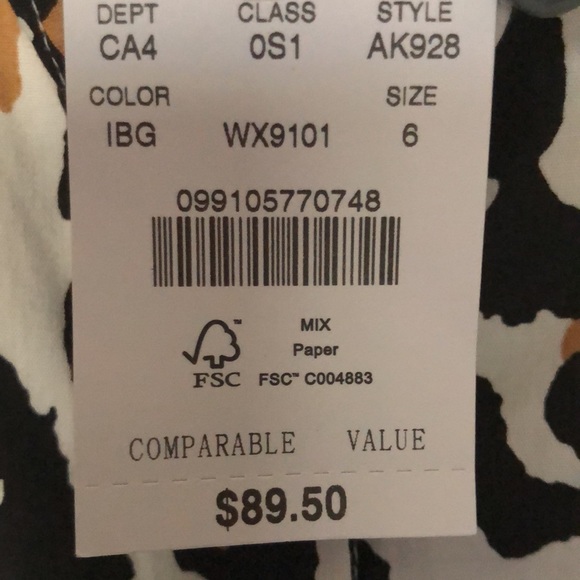 DEPT CLASS STYLE
CA4 0S1 AK928
COLOR SIZE
IBG WX9101 6
099105770748
MIX
Paper
FSC™ FSC™ C004883
COMPARABLE VALUE
$89.50